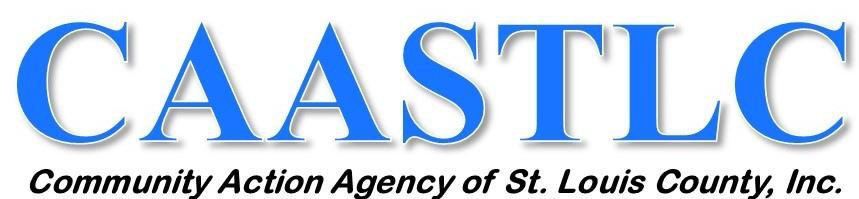 CAASTLC
Community Action Agency of St. Louis County, Inc.